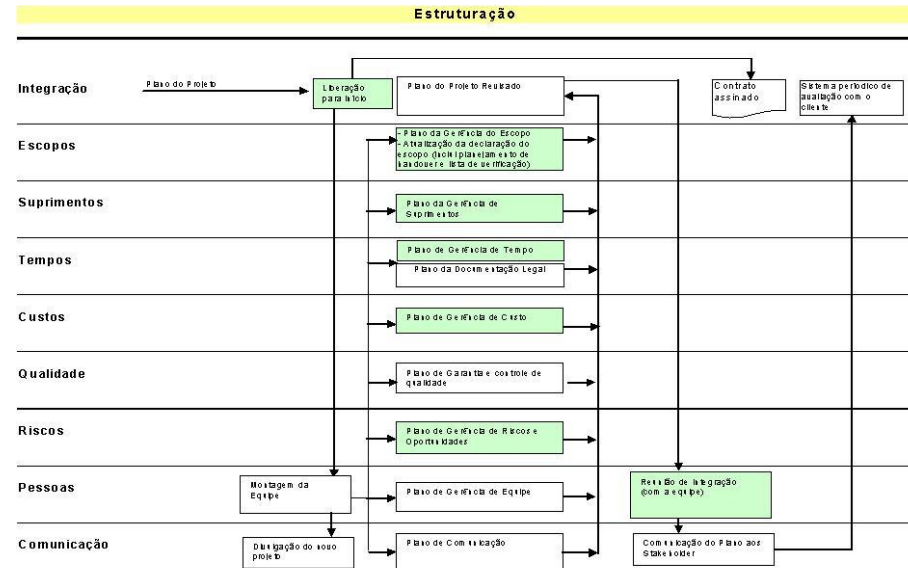 Estruturação
Integração
Plano do Projeto
Liberação
para Início
Plano do Projeto Revisado
Contrato
assinado
Sistema periódico de
avaliação com o
cliente
Escopos
- Plano da Gerência do Escopo
- Atualização da declaração do
escopo (inclui planejamento de
handover e lista de verificação)
Suprimentos
Plano da Gerência de
Suprimentos
Tempos
Plano de Gerência de Tempo
Plano da Documentação Legal
Custos
Plano de Gerência de Custo
Qualidade
Plano de Garantia e controle de
qualidade
Riscos
Plano de Gerência de Riscos e
Oportunidades
Pessoas
Montagem da
Equipe
Plano de Gerência de Equipe
Reunião de Integração
(com a equipe)
Comunicação
Divulgação do novo
projeto
Plano de Comunicação
Comunicação do Plano aos
Stakeholder